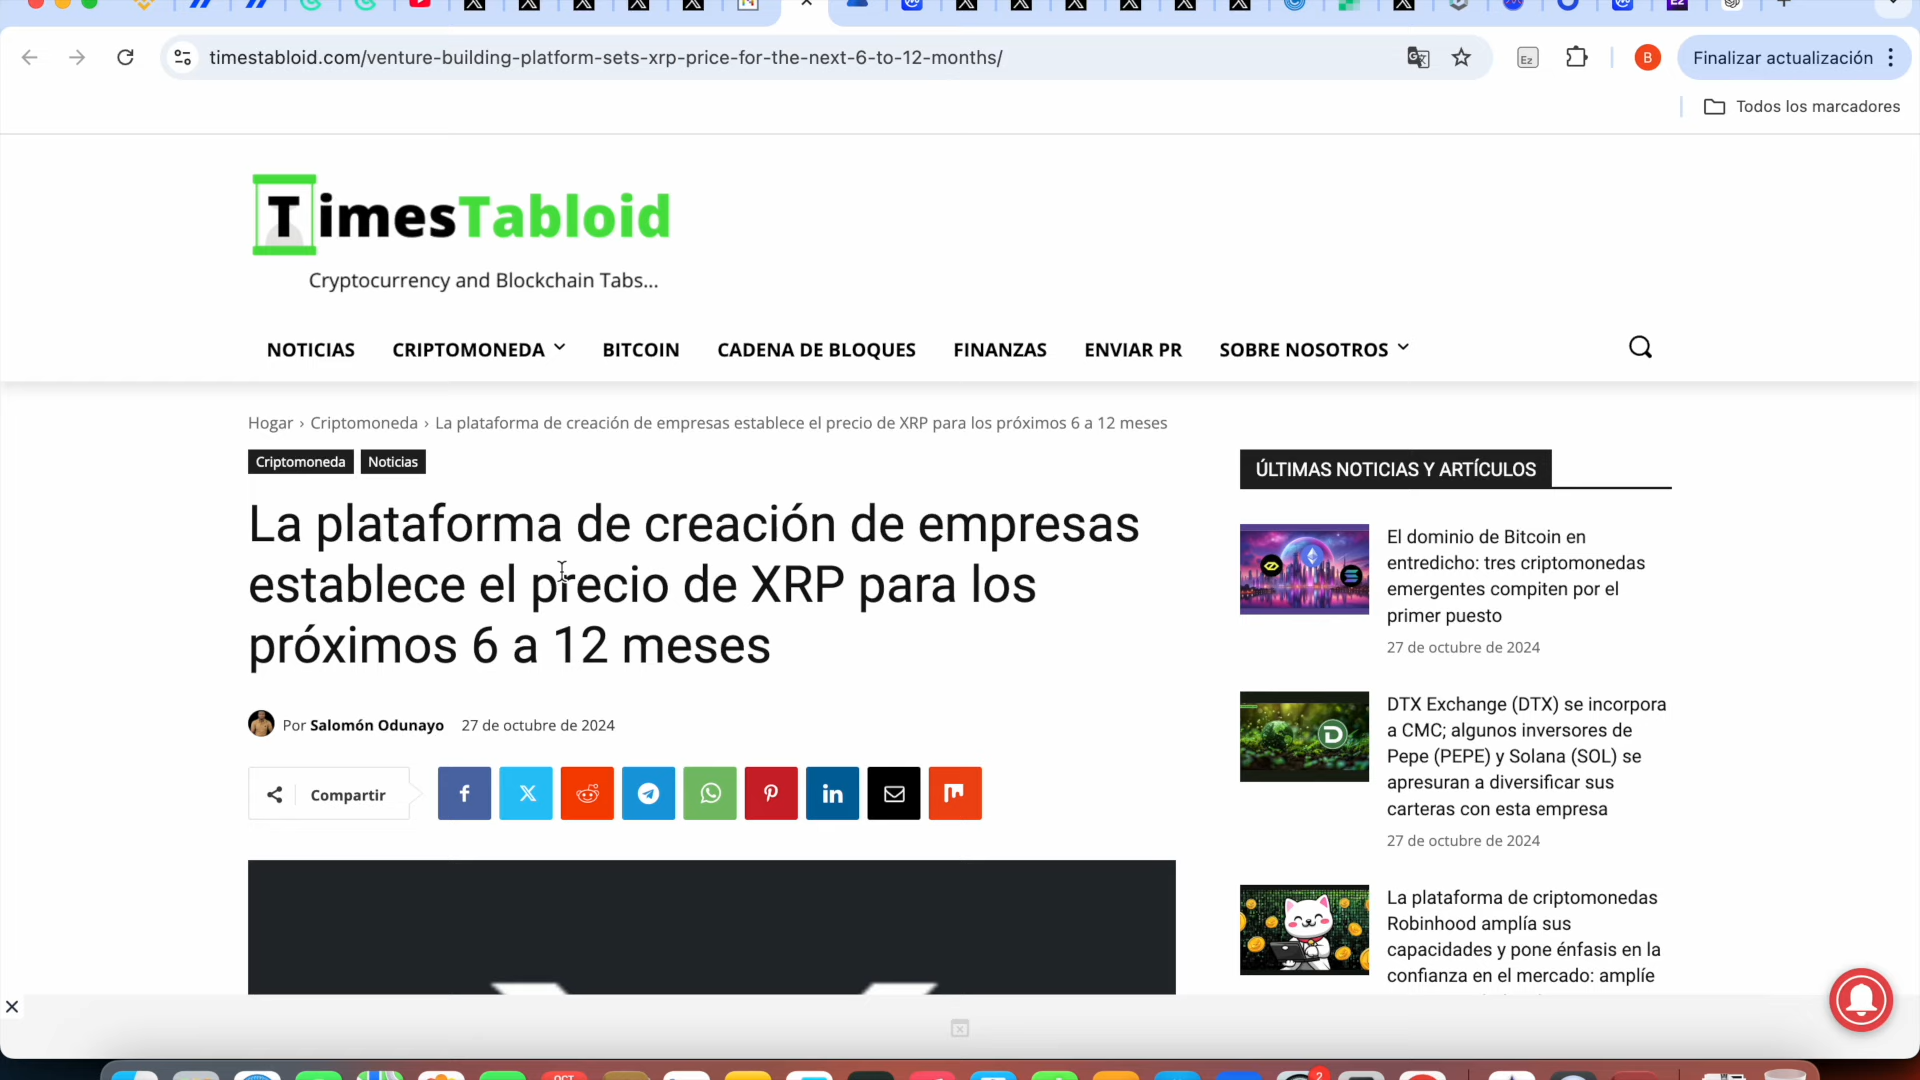 timestabloid.com/venture-building-platform-sets-xrp-price-for-the-next-6-to-12-months/
Ez
B
Finalizar actualización
Todos los marcadores
TimesTabloid
Cryptocurrency and Blockchain Tabs...
NOTICIAS CRIPTOMONEDA BITCOIN CADENA DE BLOQUES FINANZAS ENVIAR PR SOBRE NOSOTROS
Hogar › Criptomoneda › La plataforma de creación de empresas establece el precio de XRP para los próximos 6 a 12 meses
Criptomoneda Noticias
La plataforma de creación de empresas
establece el precio de XRP para los
próximos 6 a 12 meses
Por Salomón Odunayo 27 de octubre de 2024
Compartir
ÚLTIMAS NOTICIAS Y ARTÍCULOS
El dominio de Bitcoin en
entredicho: tres criptomonedas
emergentes compiten por el
primer puesto
27 de octubre de 2024
DTX Exchange (DTX) se incorpora
a CMC; algunos inversores de
Pepe (PEPE) y Solana (SOL) se
apresuran a diversificar sus
carteras con esta empresa
27 de octubre de 2024
La plataforma de criptomonedas
Robinhood amplía sus
capacidades y pone énfasis en la
confianza en el mercado: amplíe
OCT
2